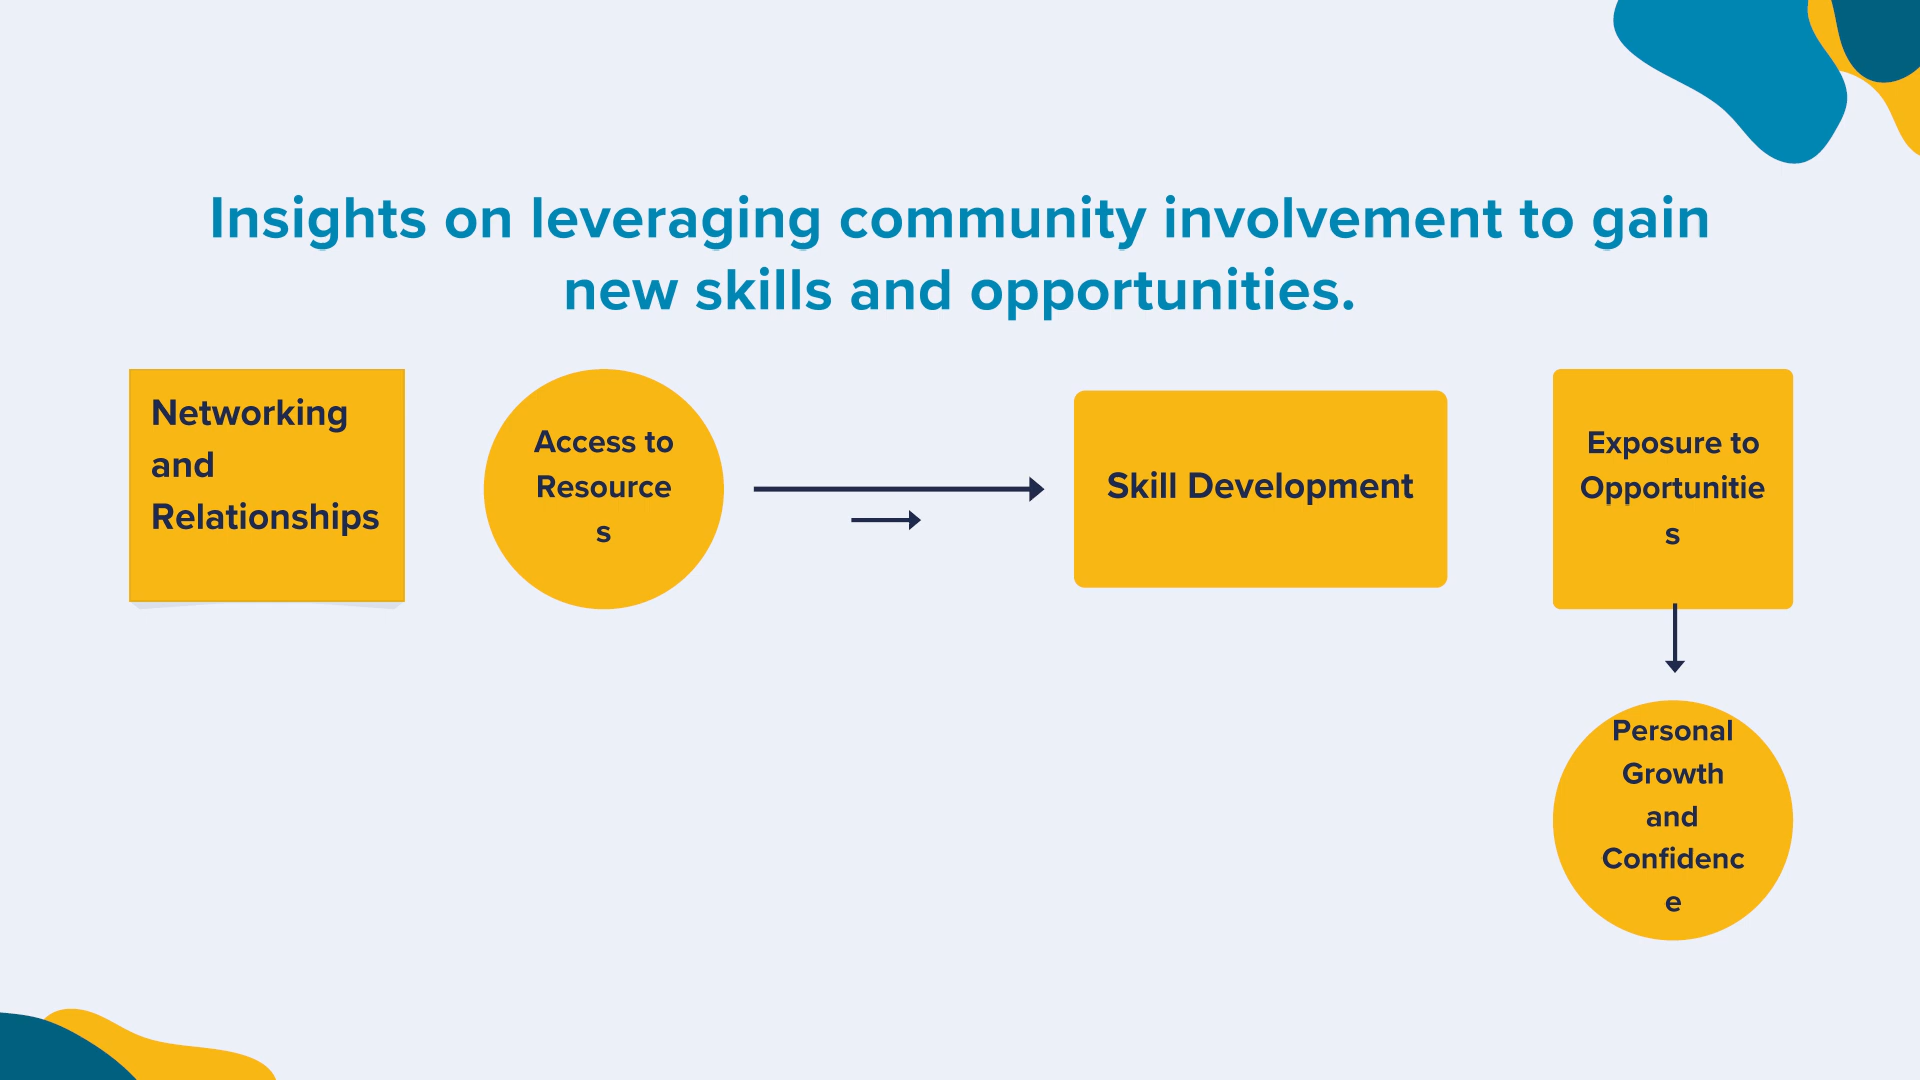 Insights on leveraging community involvement to gain
new skills and opportunities.
Networking
and
Relationships
Access to
Resource
s
Skill Development
Exposure to
Opportunitie
s
Personal
Growth
and
Confidenc
e